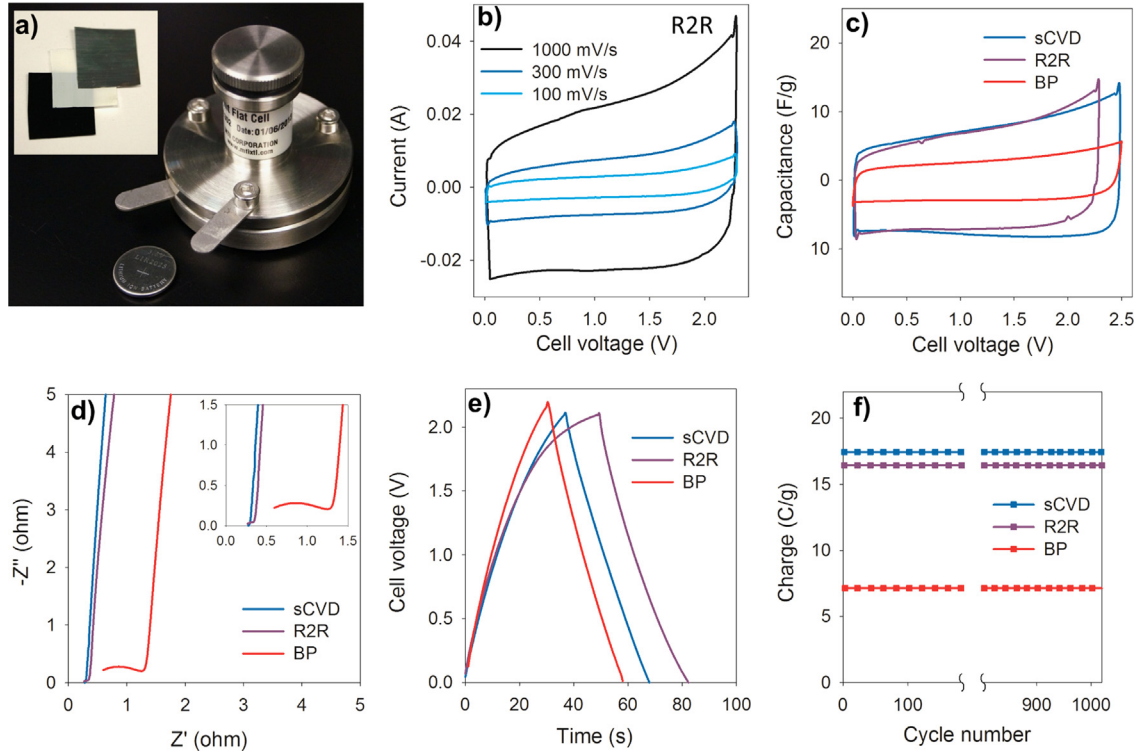 a)
4 Flat Cell
Date:01/06/20
CORPORATION
b)
R2R
1000 mV/s
300 mV/s
100 mV/s
0.04
0.02
0.00
-0.02
Current (A)
0.0 0.5 1.0 1.5 2.0
Cell voltage (V)
c)
sCVD
R2R
BP
20
10
0
10
Capacitance (F/g)
0.0 0.5 1.0 1.5 2.0 2.5
Cell voltage (V)
d)
5
4
3
2
1
0
-Z'' (ohm)
1.5
1.0
0.5
0.0
0.0 0.5 1.0 1.5
sCVD
R2R
BP
0 1 2 3 4 5
Z' (ohm)
e)
sCVD
R2R
BP
2.0
1.5
1.0
0.5
0.0
Cell voltage (V)
0 20 40 60 80 100
Time (s)
f)
20
15
10
5
0
Charge (C/g)
sCVD
R2R
BP
0 100 900 1000
Cycle number